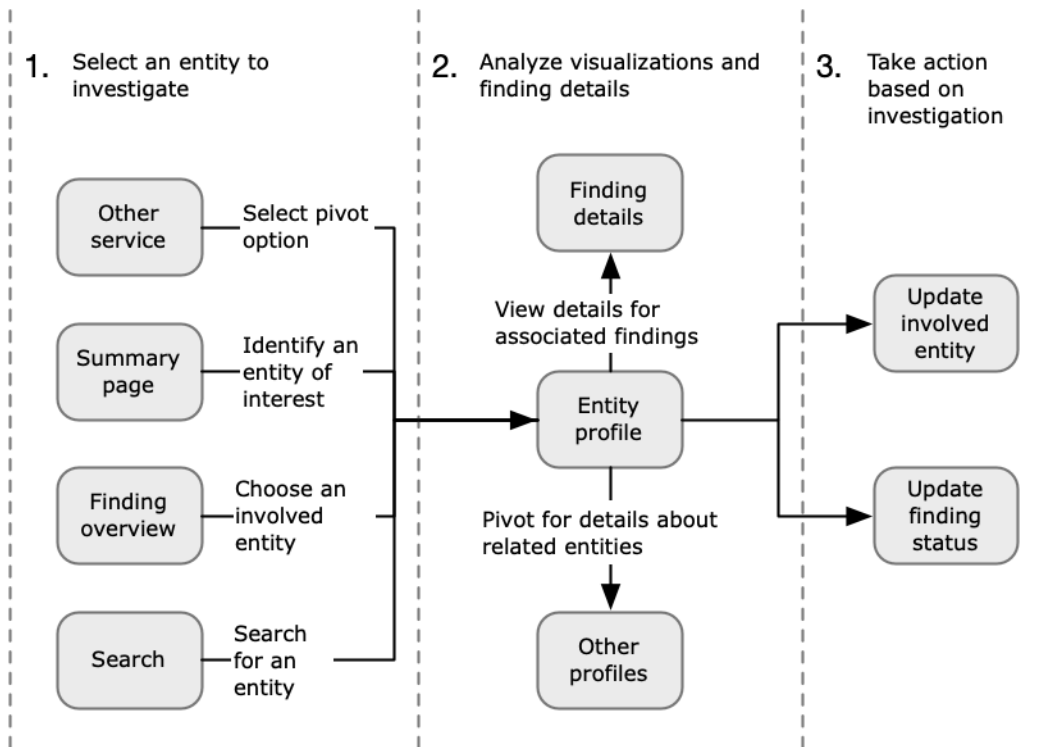 1. Select an entity to
investigate
2. Analyze visualizations and
finding details
3. Take action
based on
investigation
Other
service
Select pivot
option
Summary
page
Identify an
entity of
interest
Finding
overview
Choose an
involved
entity
Search
Search
for an
entity
Finding
details
View details for
associated findings
Entity
profile
Pivot for details about
related entities
Other
profiles
Update
involved
entity
Update
finding
status